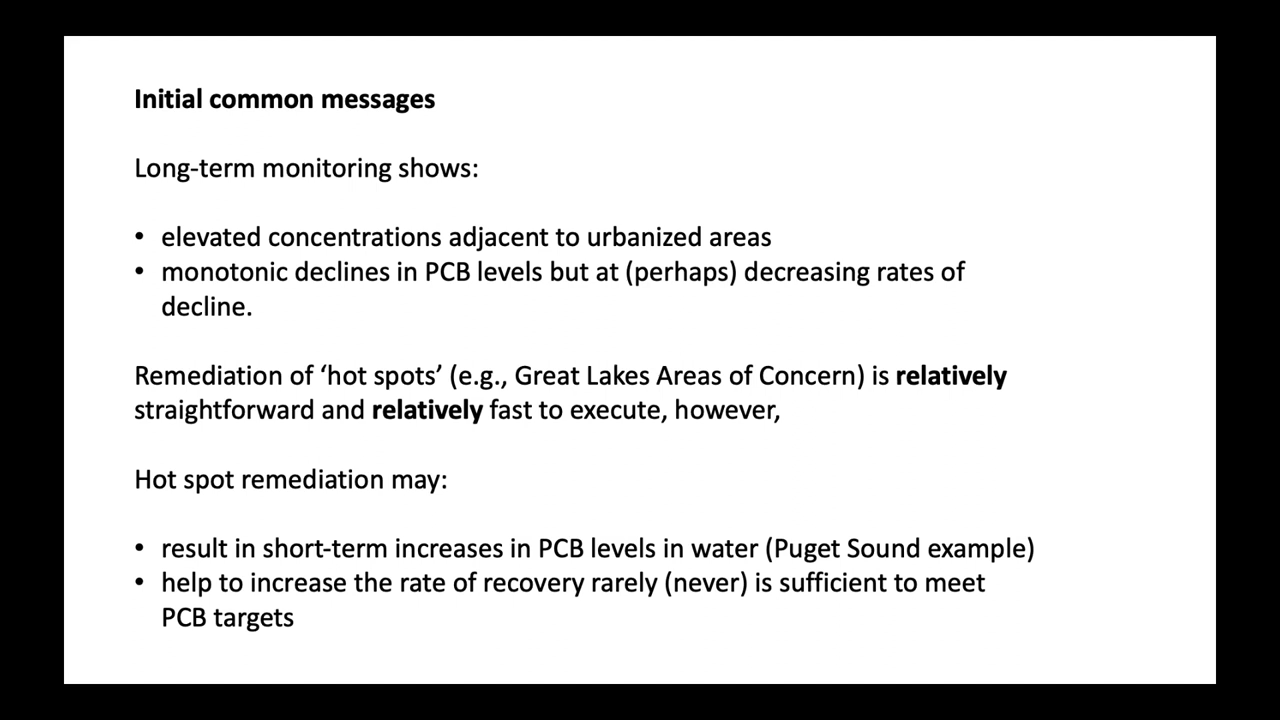 Initial common messages
Long-term monitoring shows:
• elevated concentrations adjacent to urbanized areas
• monotonic declines in PCB levels but at (perhaps) decreasing rates of
decline.
Remediation of ‘hot spots’ (e.g., Great Lakes Areas of Concern) is relatively
straightforward and relatively fast to execute, however,
Hot spot remediation may:
• result in short-term increases in PCB levels in water (Puget Sound example)
• help to increase the rate of recovery rarely (never) is sufficient to meet
PCB targets